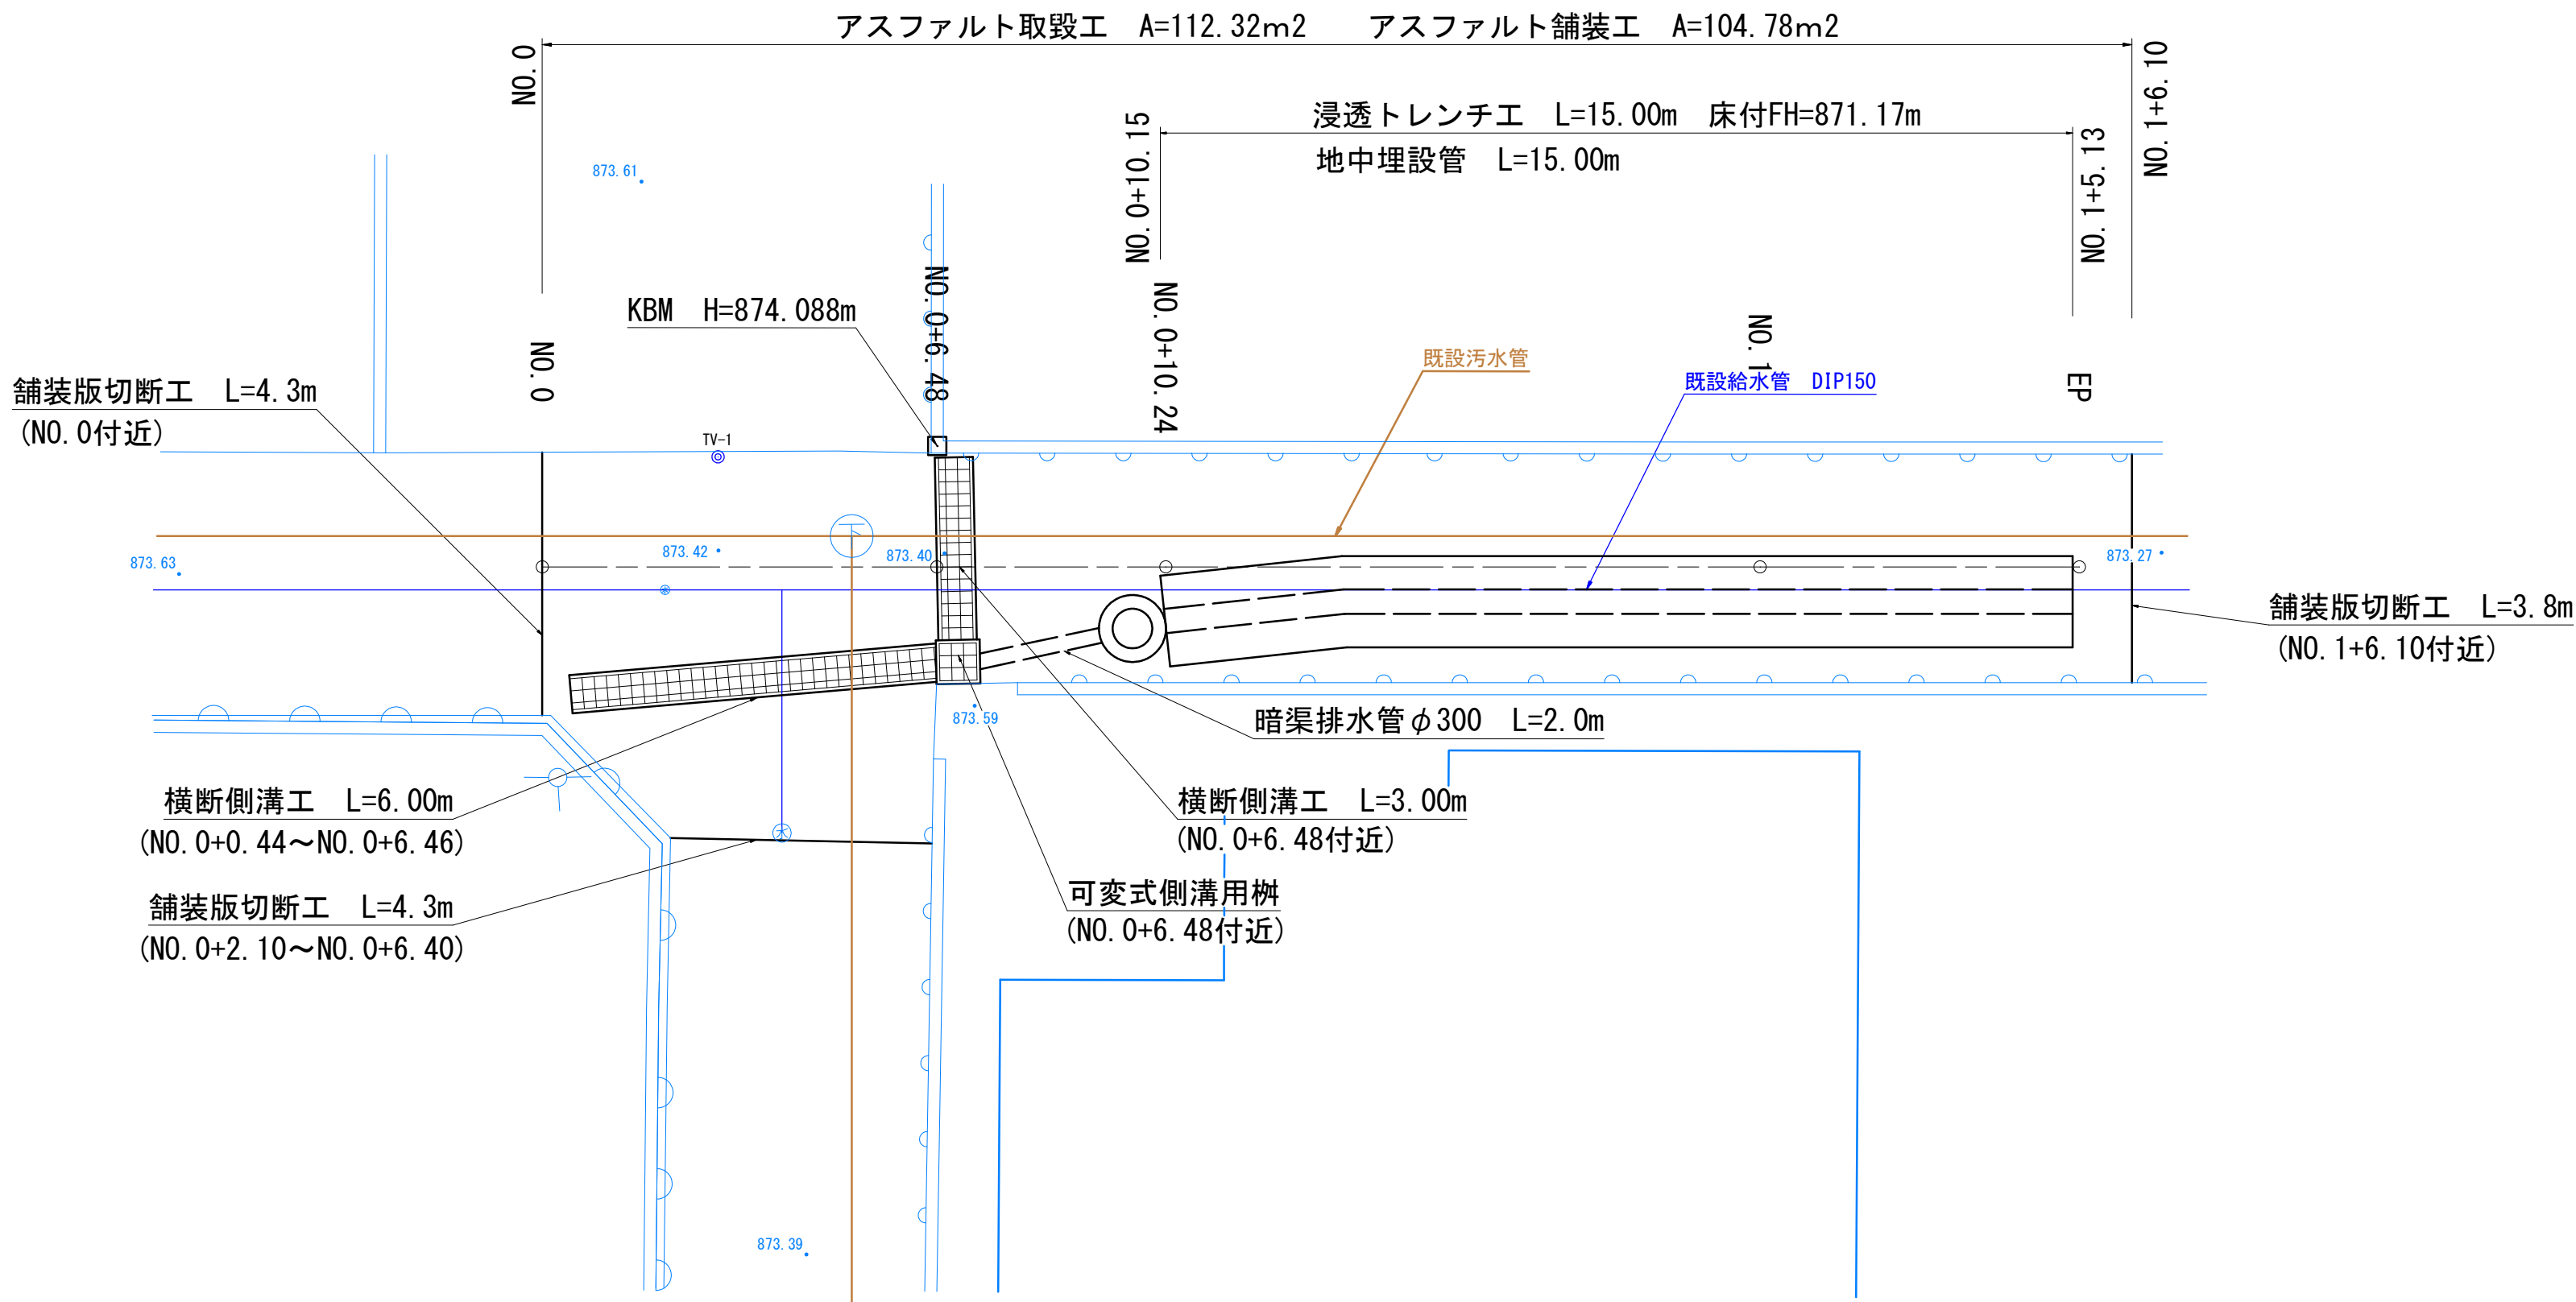 アスファルト取毀工　A=112.32m2　　アスファルト舗装工　A=104.78m2
NO.0
NO.1+6.10
NO.0+10.15
浸透トレンチ工　L=15.00m　床付FH=871.17m
地中埋設管　L=15.00m
NO.1+5.13
873.61
KBM　H=874.088m
NO.0+6.48
NO.0+10.24
NO.1
NO.0
EP
既設汚水管
既設給水管　DIP150
舗装版切断工　L=4.3m
(NO.0付近)
TV-1
873.63
873.42
873.40
873.27
舗装版切断工　L=3.8m
(NO.1+6.10付近)
873.59
暗渠排水管φ300　L=2.0m
横断側溝工　L=6.00m
(NO.0+0.44～NO.0+6.46)
横断側溝工　L=3.00m
(NO.0+6.48付近)
水
舗装版切断工　L=4.3m
(NO.0+2.10～NO.0+6.40)
可変式側溝用桝
(NO.0+6.48付近)
873.39